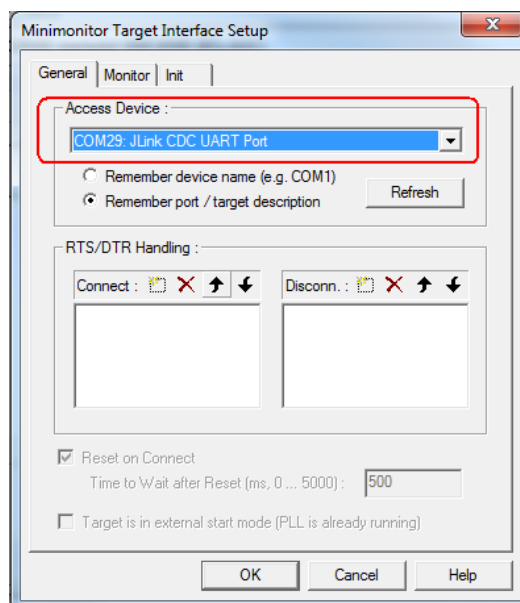 Minimonitor Target Interface Setup
General Monitor Init
Access Device :
COM29: JLink CDC UART Port
Remember device name (e.g. COM1)
Remember port / target description
Refresh
RTS/DTR Handling :
Connect : Disconn. :
Reset on Connect
Time to Wait after Reset (ms, 0 ... 5000) : 500
Target is in external start mode (PLL is already running)
OK Cancel Help